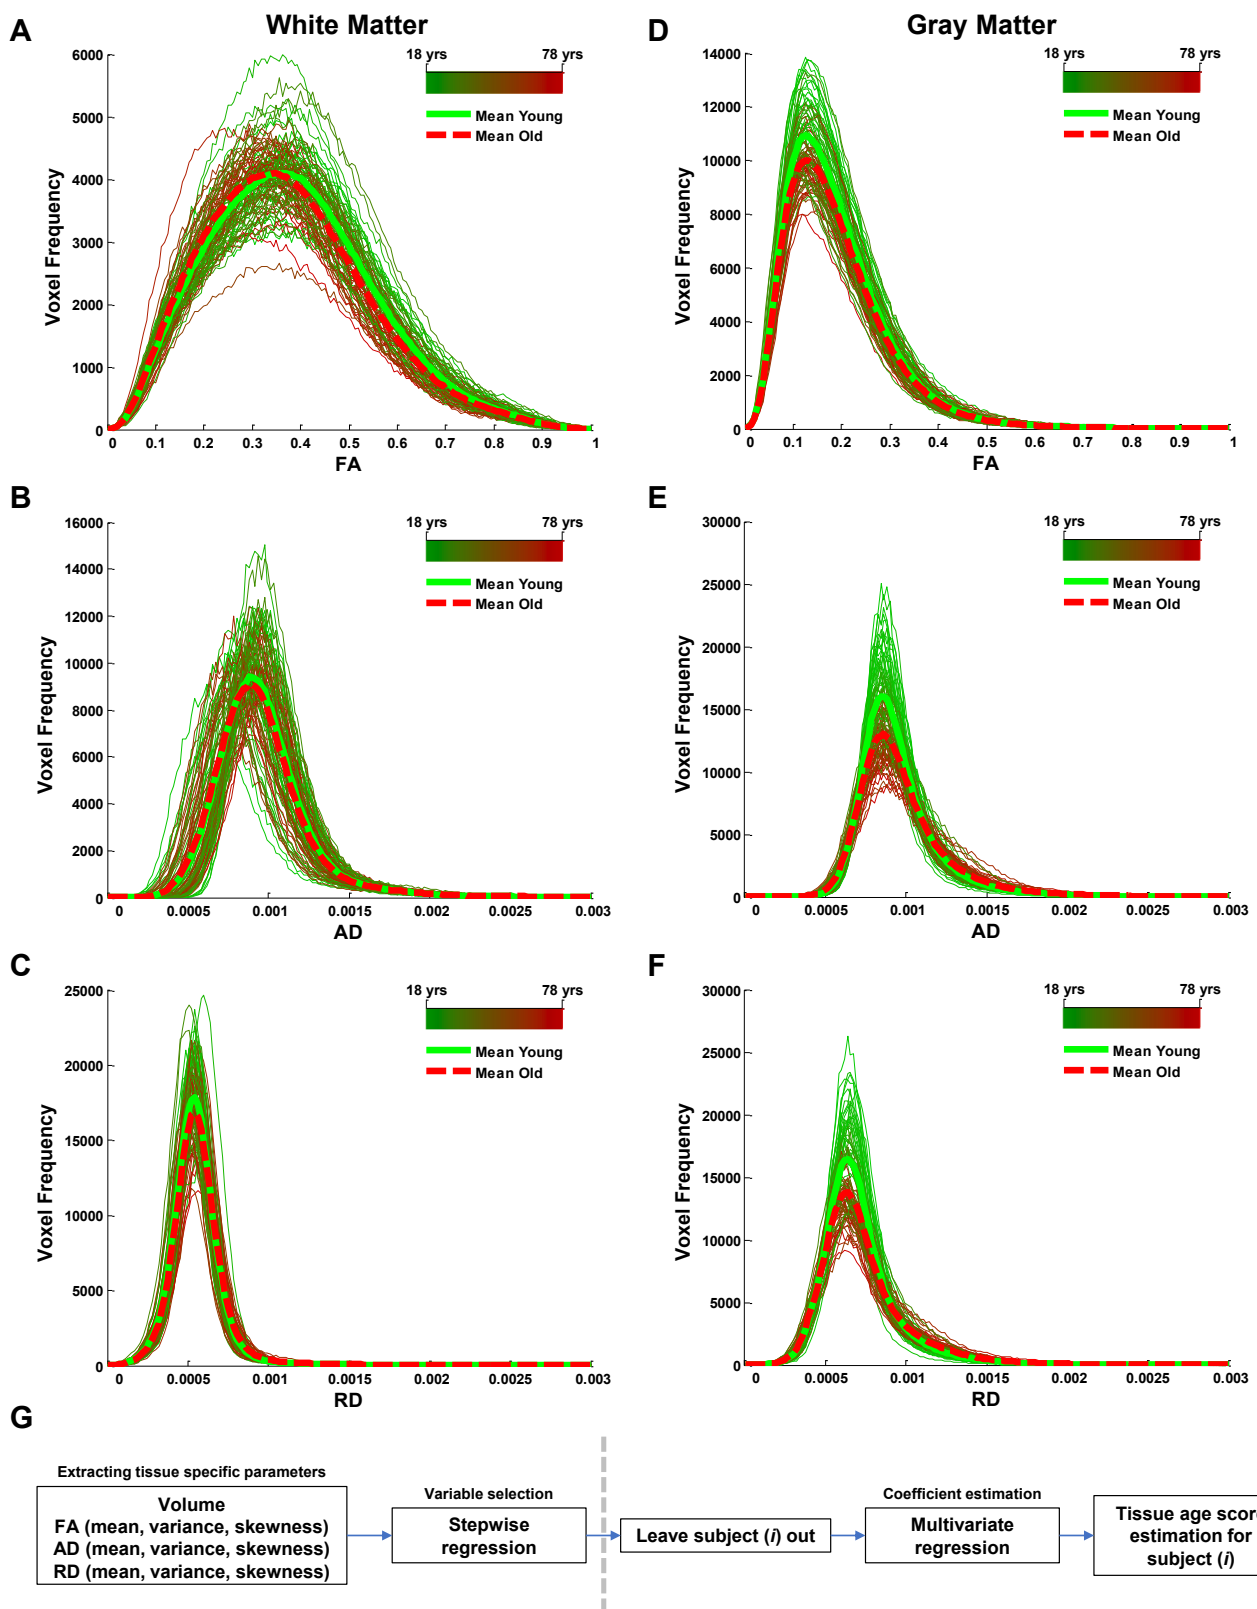 White Matter
Gray Matter
A
18 yrs 78 yrs
Mean Young
Mean Old
6000
5000
4000
3000
2000
1000
0
Voxel Frequency
0 0.1 0.2 0.3 0.4 0.5 0.6 0.7 0.8 0.9 1
FA
D
18 yrs 78 yrs
Mean Young
Mean Old
14000
12000
10000
8000
6000
4000
2000
0
Voxel Frequency
0 0.1 0.2 0.3 0.4 0.5 0.6 0.7 0.8 0.9 1
FA
B
18 yrs 78 yrs
Mean Young
Mean Old
16000
14000
12000
10000
8000
6000
4000
2000
0
Voxel Frequency
0 0.0005 0.001 0.0015 0.002 0.0025 0.003
AD
E
18 yrs 78 yrs
Mean Young
Mean Old
30000
25000
20000
15000
10000
5000
0
Voxel Frequency
0 0.0005 0.001 0.0015 0.002 0.0025 0.003
AD
C
18 yrs 78 yrs
Mean Young
Mean Old
25000
20000
15000
10000
5000
0
Voxel Frequency
0 0.0005 0.001 0.0015 0.002 0.0025 0.003
RD
F
18 yrs 78 yrs
Mean Young
Mean Old
30000
25000
20000
15000
10000
5000
0
Voxel Frequency
0 0.0005 0.001 0.0015 0.002 0.0025 0.003
RD
G
Extracting tissue specific parameters
Volume
FA (mean, variance, skewness)
AD (mean, variance, skewness)
RD (mean, variance, skewness)
Variable selection
Stepwise
regression
Leave subject (i) out
Coefficient estimation
Multivariate
regression
Tissue age score
estimation for
subject (i)